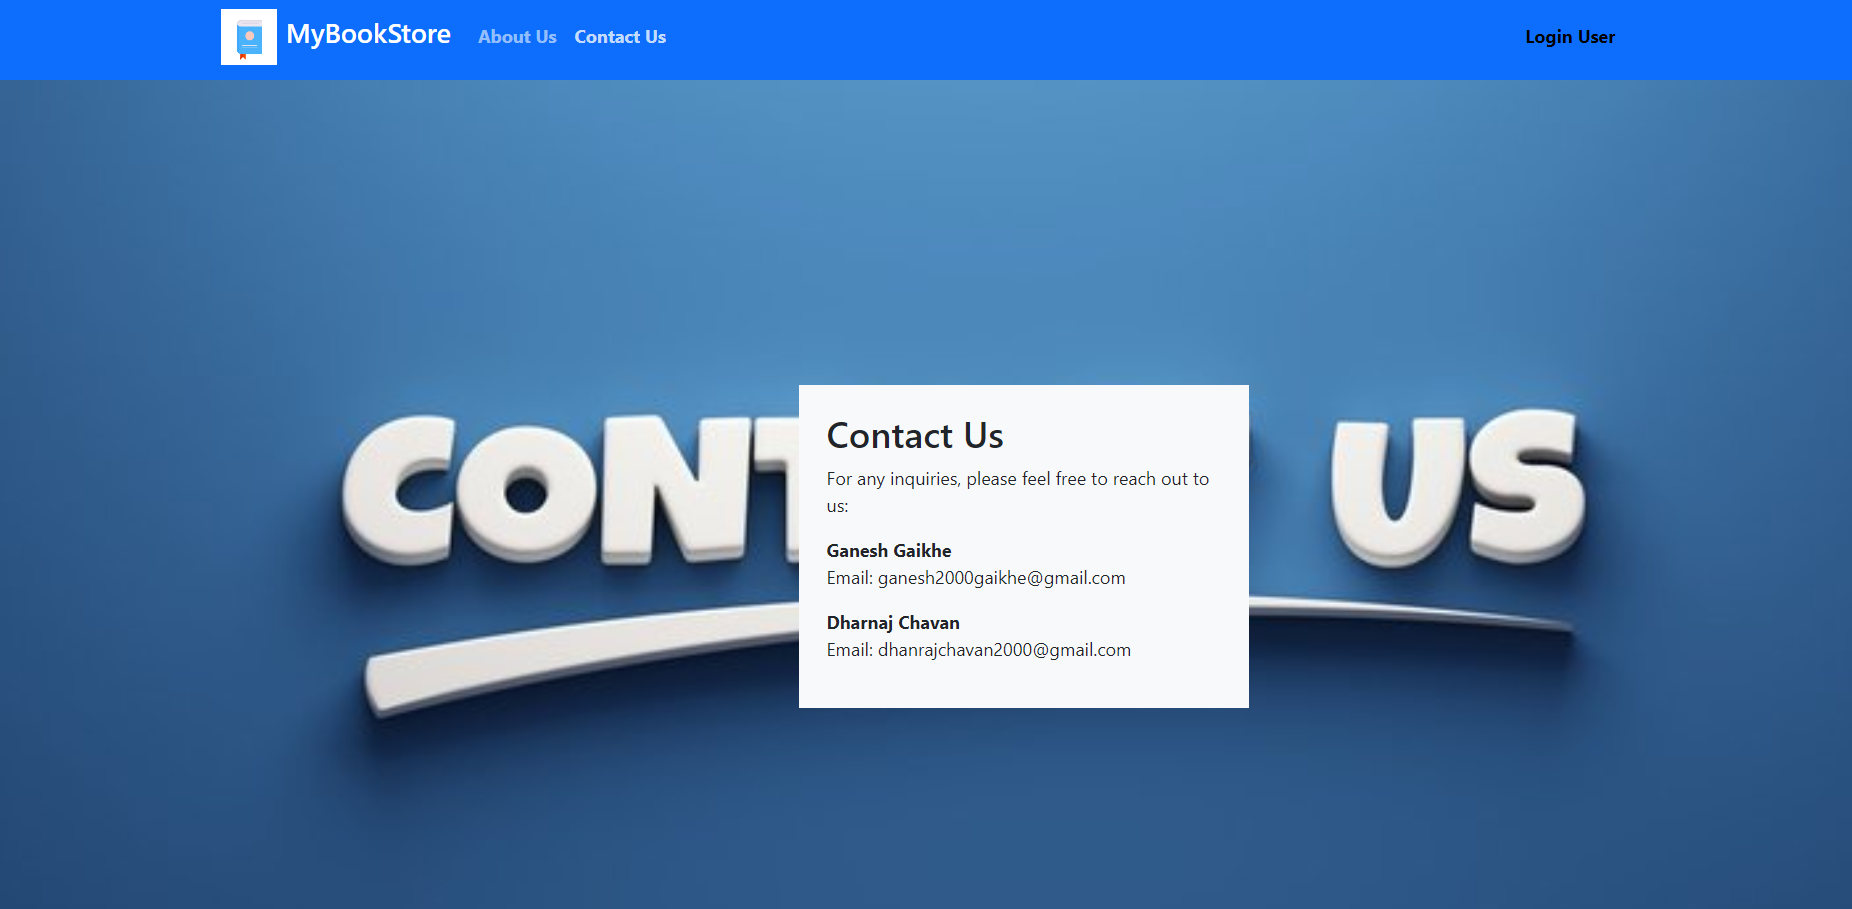 MyBookStore About Us Contact Us Login User
CONT US
Contact Us
For any inquiries, please feel free to reach out to
us:
Ganesh Gaikhe
Email: ganesh2000gaikhe@gmail.com
Dharnaj Chavan
Email: dhanrajchavan2000@gmail.com